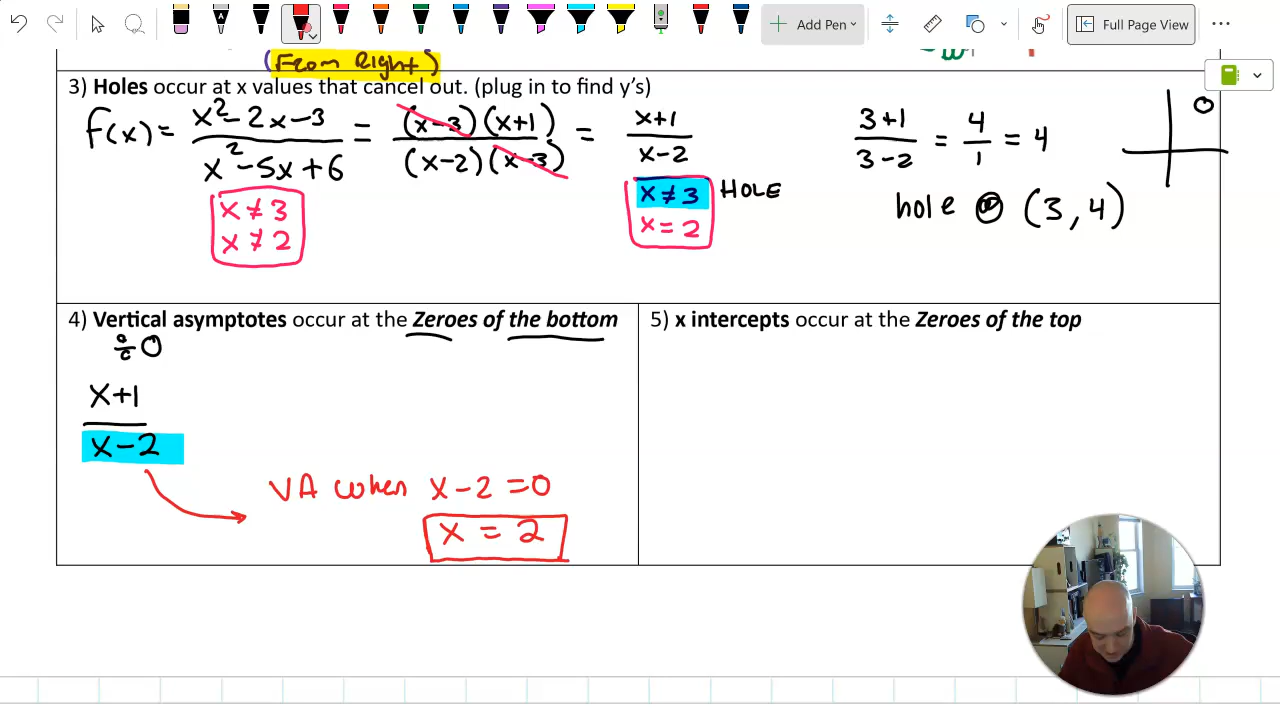 Add Pen
Full Page View
(From Right)
3) Holes occur at x values that cancel out. (plug in to find y's)
f(x) = x²-2x-3 / x²-5x+6 = (x-3)(x+1) / (x-2)(x-3) = x+1 / x-2
x ≠ 3
x ≠ 2
x ≠ 3 HOLE
x = 2
3+1 / 3-2 = 4/1 = 4
hole @ (3, 4)
4) Vertical asymptotes occur at the Zeroes of the bottom
x+1
x-2
VA when x-2=0
x = 2
5) x intercepts occur at the Zeroes of the top